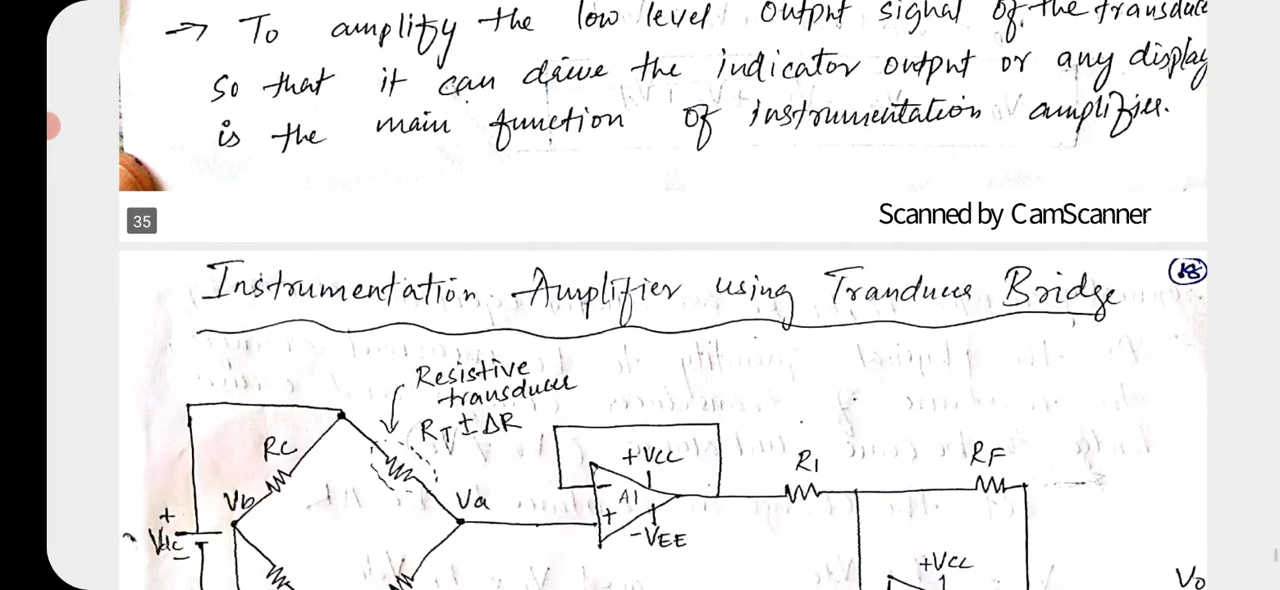 → To amplify the low level output signal of the transduce
so that it can drive the indicator output or any display
is the main function of instrumentation amplifier.
35
Scanned by CamScanner
18
Instrumentation Amplifier using Tranducer Bridge
Resistive
transducer
RT ± ΔR
RC
+VCC
R1
RF
Vb
Va
A1
-
+
+
Vdc
-
-VEE
+VCC
Vo